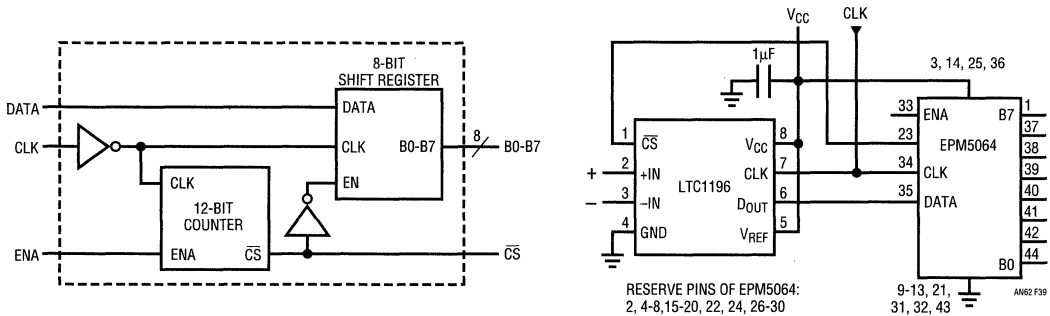 8-BIT
SHIFT REGISTER
DATA
DATA
CLK
CLK
B0-B7
8
B0-B7
EN
CLK
12-BIT
COUNTER
ENA
ENA
C̅S̅
C̅S̅
VCC
CLK
1μF
3, 14, 25, 36
33
ENA
B7
1
1
C̅S̅
8
VCC
23
EPM5064
37
38
2
+
+IN
LTC1196
CLK
7
34
CLK
39
3
–
–IN
DOUT
6
35
DATA
40
41
4
GND
VREF
5
42
B0
44
RESERVE PINS OF EPM5064:
2, 4-8,15-20, 22, 24, 26-30
9-13, 21,
31, 32, 43
AN62 F39